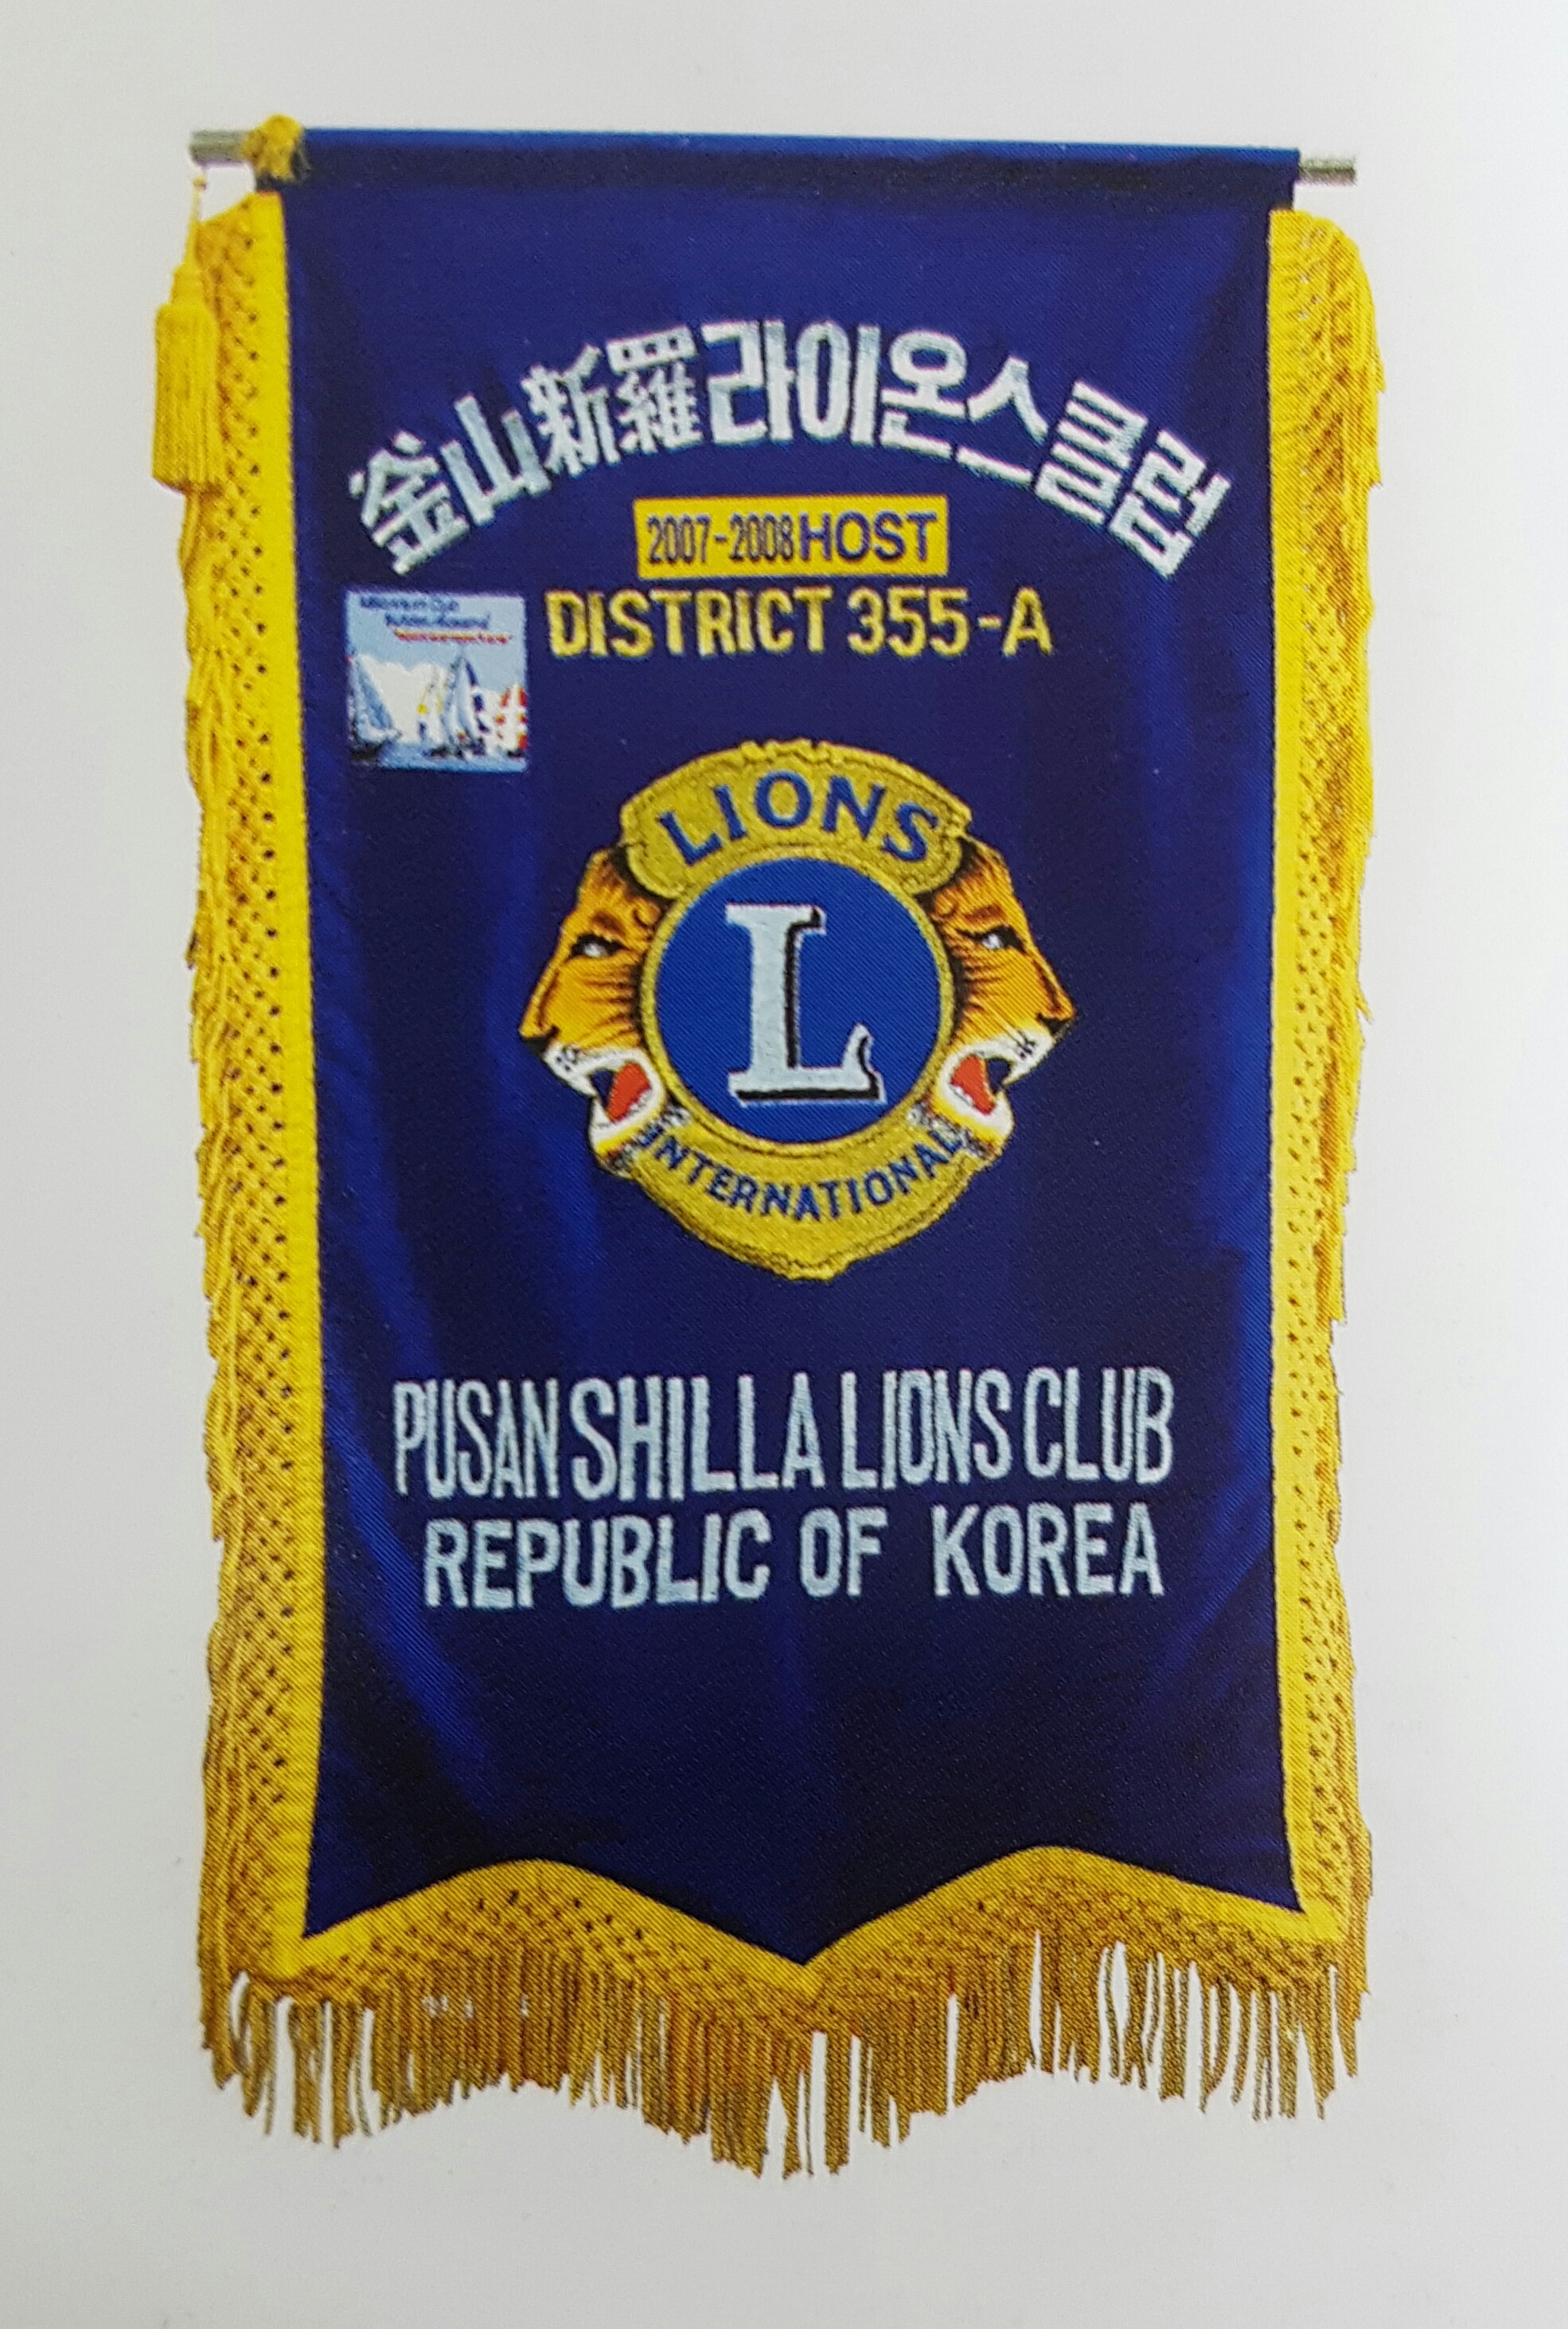 釜山新羅라이온스클럽
2007-2008 HOST
DISTRICT 355-A
LIONS
L
INTERNATIONAL
PUSAN SHILLA LIONS CLUB
REPUBLIC OF KOREA